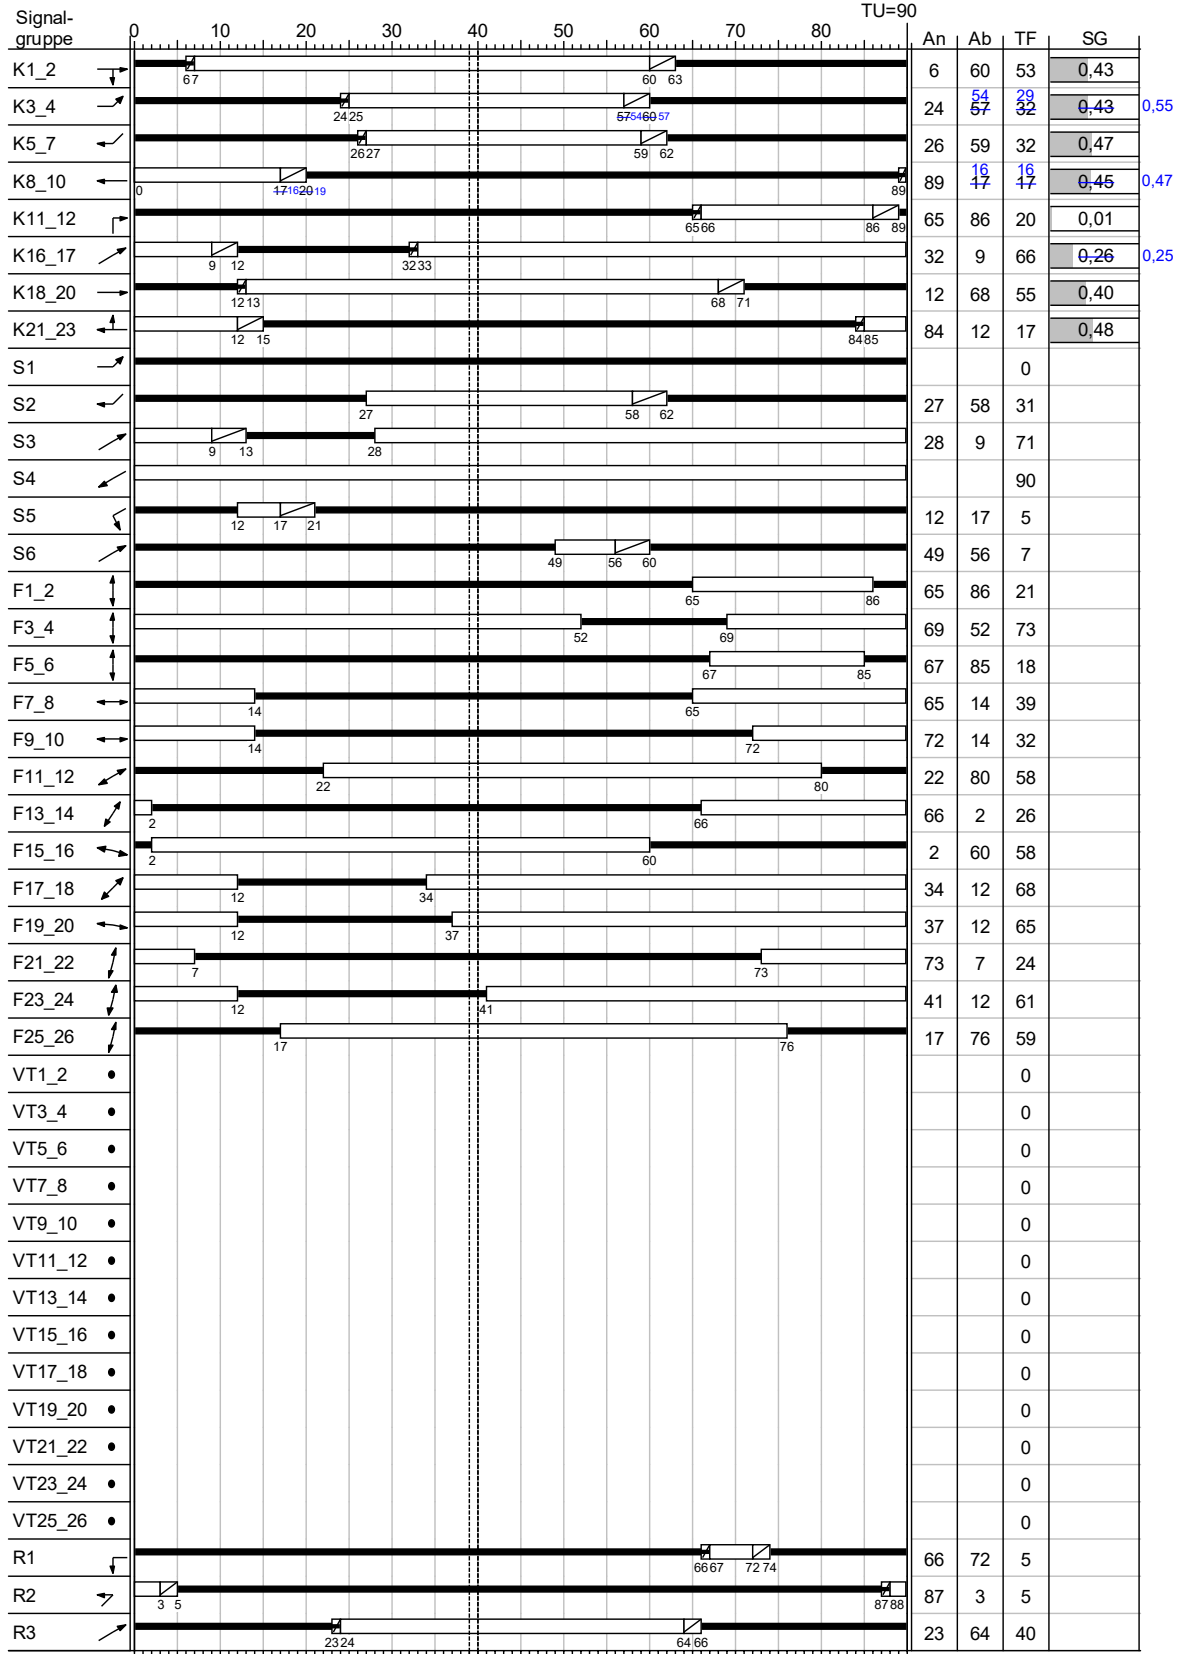 TU=90
Signal-
gruppe
0 10 20 30 40 50 60 70 80 An Ab TF SG
K1_2 6 7 60 63 6 60 53 0,43
54 29
K3_4 24 25 57 54 60 57 24 57 32 0,43 0,55
K5_7 26 27 59 62 26 59 32 0,47
16 16
K8_10 0 17 16 20 19 89 89 17 17 0,45 0,47
K11_12 65 66 86 89 65 86 20 0,01
K16_17 9 12 32 33 32 9 66 0,26 0,25
K18_20 12 13 68 71 12 68 55 0,40
K21_23 12 15 84 85 84 12 17 0,48
S1 0
S2 27 58 62 27 58 31
S3 9 13 28 28 9 71
S4 90
S5 12 17 21 12 17 5
S6 49 56 60 49 56 7
F1_2 65 86 65 86 21
F3_4 52 69 69 52 73
F5_6 67 85 67 85 18
F7_8 14 65 65 14 39
F9_10 14 72 72 14 32
F11_12 22 80 22 80 58
F13_14 2 66 66 2 26
F15_16 2 60 2 60 58
F17_18 12 34 34 12 68
F19_20 12 37 37 12 65
F21_22 7 73 73 7 24
F23_24 12 41 41 12 61
F25_26 17 76 17 76 59
VT1_2 0
VT3_4 0
VT5_6 0
VT7_8 0
VT9_10 0
VT11_12 0
VT13_14 0
VT15_16 0
VT17_18 0
VT19_20 0
VT21_22 0
VT23_24 0
VT25_26 0
R1 66 67 72 74 66 72 5
R2 3 5 87 88 87 3 5
R3 23 24 64 66 23 64 40